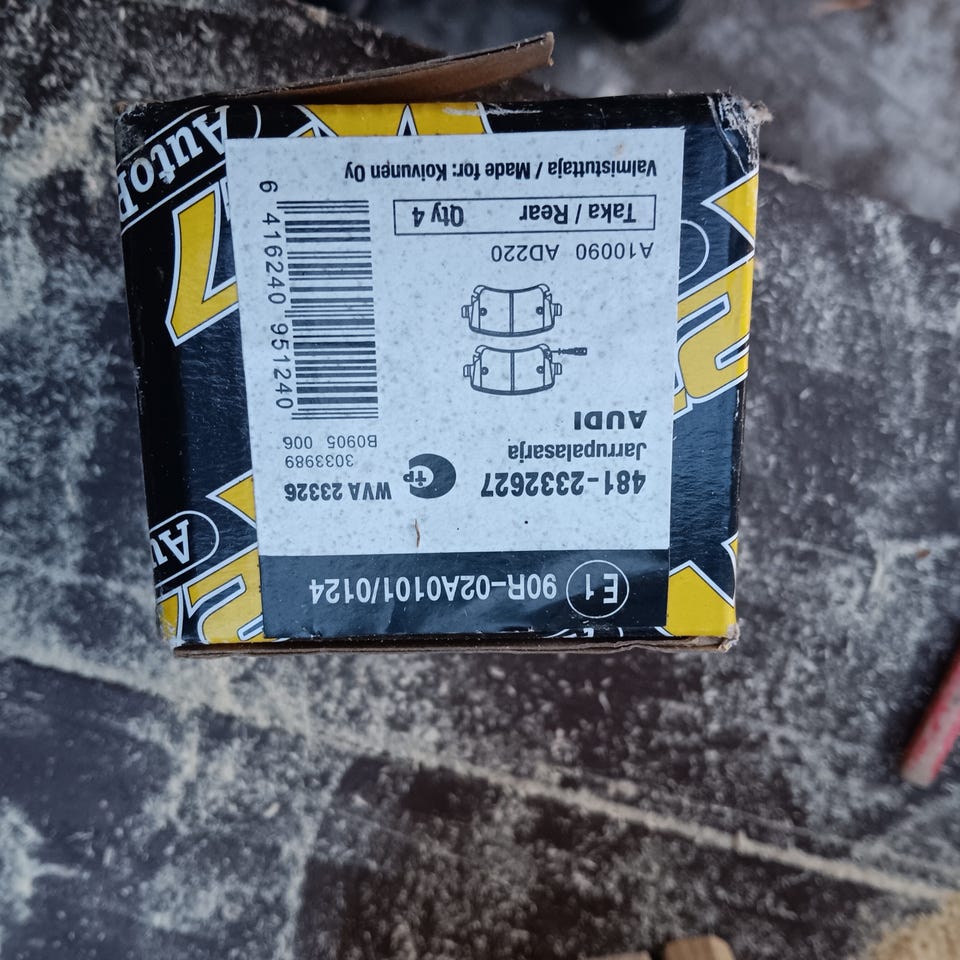 E1 90R-02A0101/0124
481-2332627 WVA 23326
Jarrupalasarja 3033989
AUDI B0905 006
A10090 AD220
Taka / Rear Qty 4
Valmistuttaja / Made for: Koivunen Oy
6 416240 951240